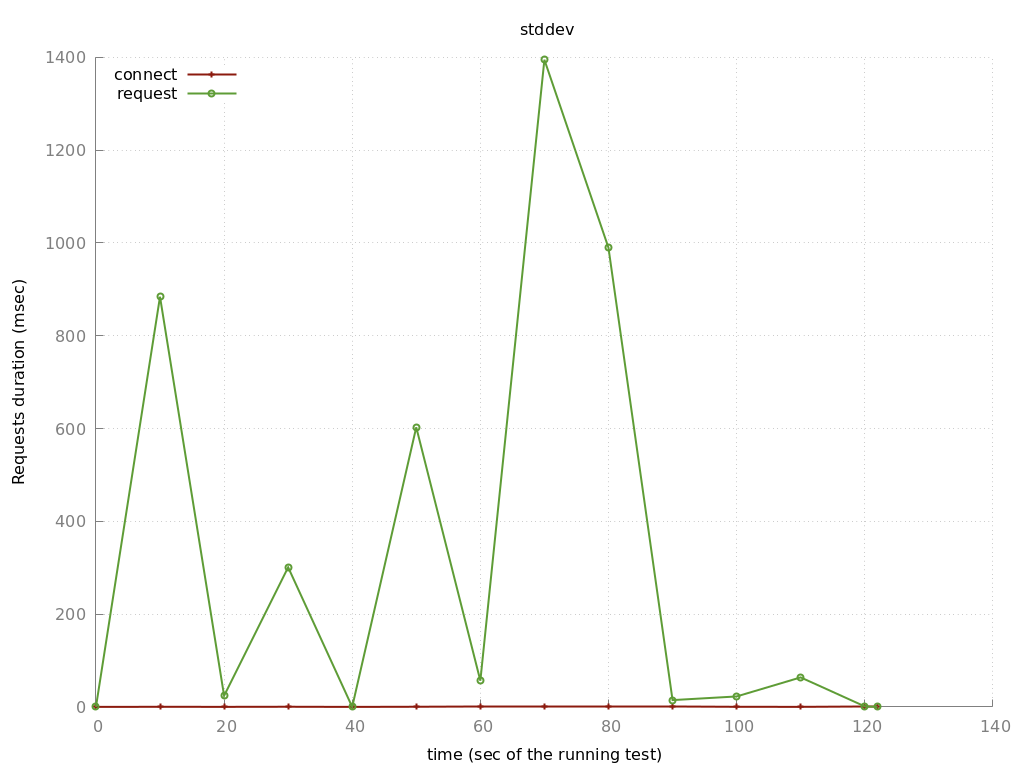 stddev
connect
request
1400
1200
1000
800
600
400
200
0
Requests duration (msec)
0 20 40 60 80 100 120 140
time (sec of the running test)